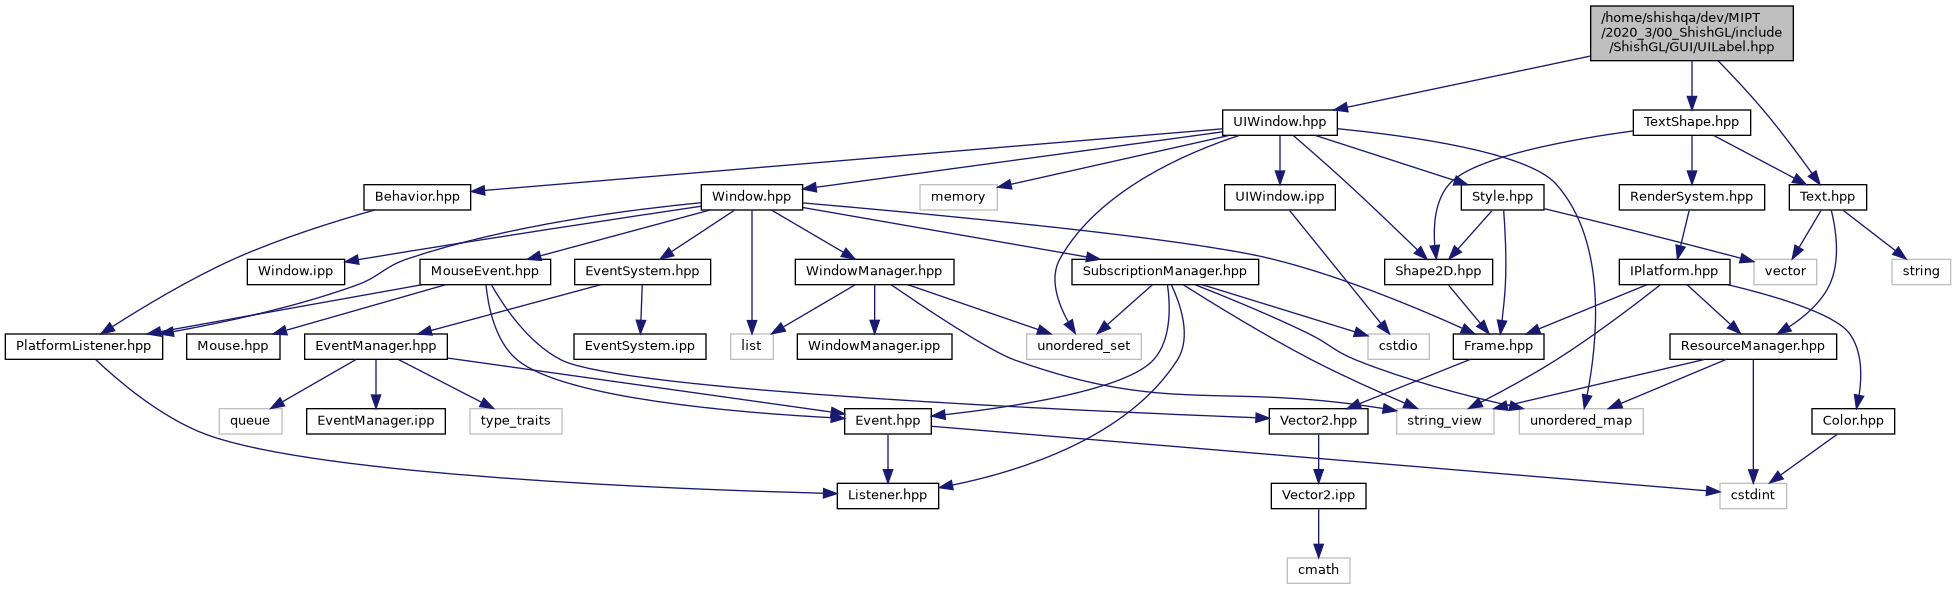 /home/shishqa/dev/MIPT
/2020_3/00_ShishGL/include
/ShishGL/GUI/UILabel.hpp
UIWindow.hpp
TextShape.hpp
Behavior.hpp
Window.hpp
memory
UIWindow.ipp
Style.hpp
RenderSystem.hpp
Text.hpp
Window.ipp
MouseEvent.hpp
EventSystem.hpp
WindowManager.hpp
SubscriptionManager.hpp
Shape2D.hpp
IPlatform.hpp
vector
string
PlatformListener.hpp
Mouse.hpp
EventManager.hpp
EventSystem.ipp
list
WindowManager.ipp
unordered_set
cstdio
Frame.hpp
ResourceManager.hpp
queue
EventManager.ipp
type_traits
Event.hpp
Vector2.hpp
string_view
unordered_map
Color.hpp
Listener.hpp
Vector2.ipp
cstdint
cmath